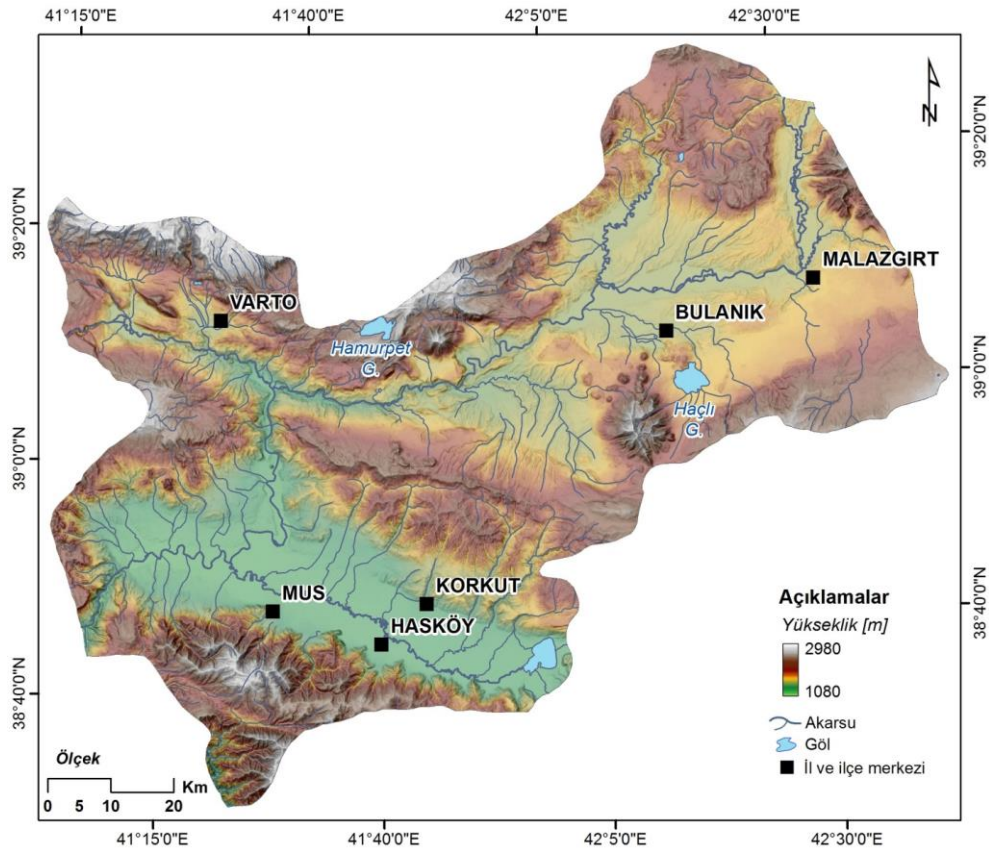 41°15'0"E 41°40'0"E 42°5'0"E 42°30'0"E
N
39°20'0"N
39°20'0"N
MALAZGIRT
VARTO
BULANIK
Hamurpet
G.
39°0'0"N
Haçlı
G.
39°0'0"N
KORKUT
MUS
HASKÖY
38°40'0"N
38°40'0"N
Açıklamalar
Yükseklik [m]
2980
1080
Akarsu
Göl
İl ve ilçe merkezi
Ölçek
Km
0 5 10 20
41°15'0"E 41°40'0"E 42°5'0"E 42°30'0"E